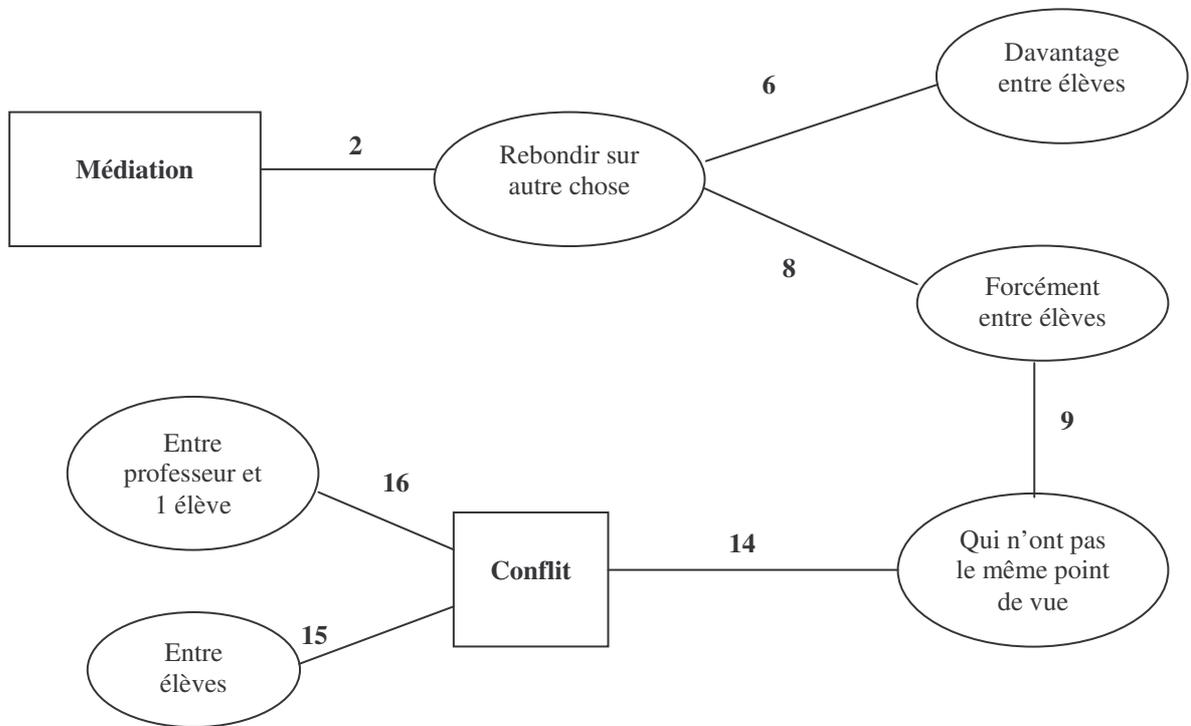 Davantage
entre élèves
6
Médiation
2
Rebondir sur
autre chose
8
Forcément
entre élèves
9
Entre
professeur et
1 élève
16
Conflit
14
Qui n'ont pas
le même point
de vue
15
Entre
élèves